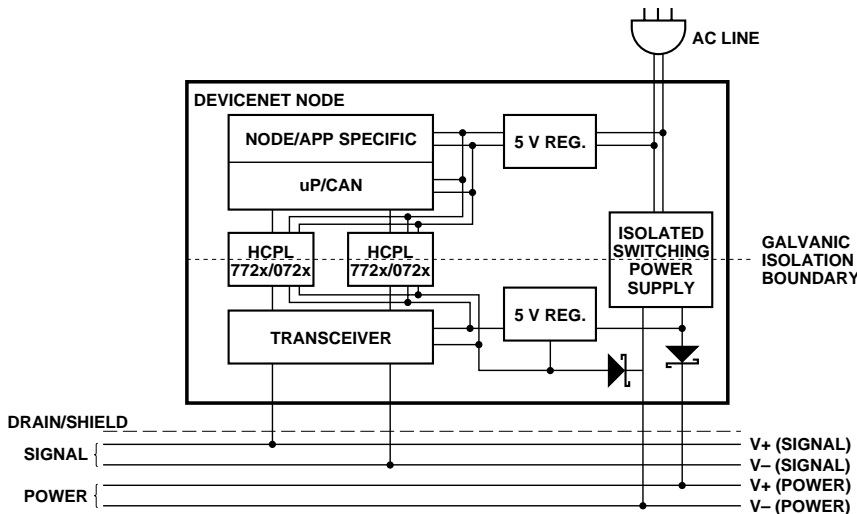 AC LINE
DEVICENET NODE
NODE/APP SPECIFIC
5 V REG.
uP/CAN
HCPL
772x/072x
HCPL
772x/072x
ISOLATED
SWITCHING
POWER
SUPPLY
GALVANIC
ISOLATION
BOUNDARY
5 V REG.
TRANSCEIVER
DRAIN/SHIELD
SIGNAL
V+ (SIGNAL)
V– (SIGNAL)
POWER
V+ (POWER)
V– (POWER)